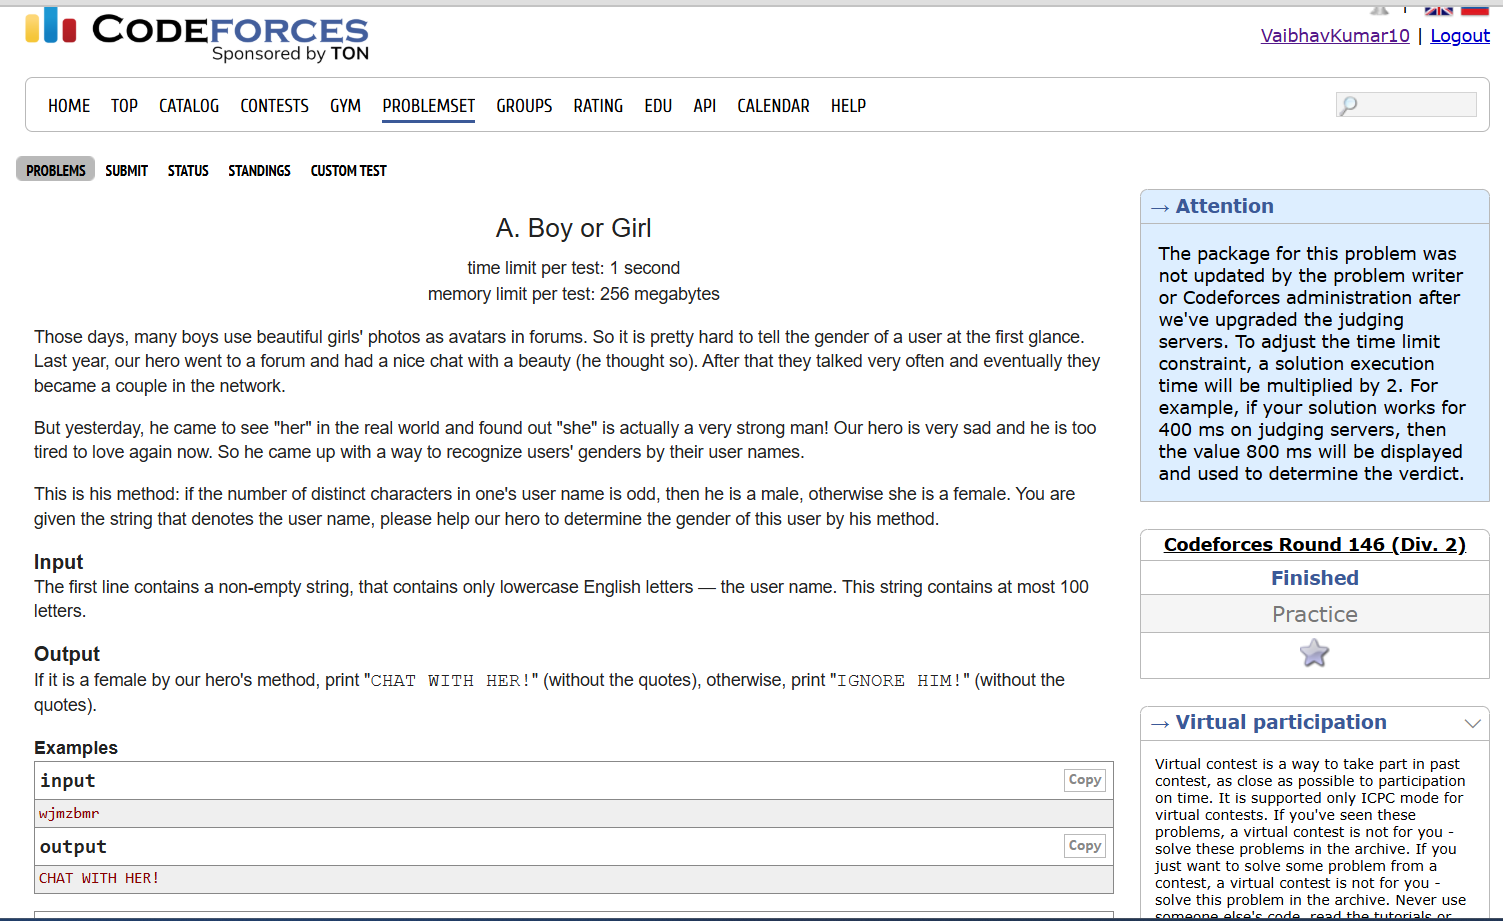 CODEFORCES
Sponsored by TON
|
VaibhavKumar10 | Logout
HOME TOP CATALOG CONTESTS GYM PROBLEMSET GROUPS RATING EDU API CALENDAR HELP
PROBLEMS SUBMIT STATUS STANDINGS CUSTOM TEST
A. Boy or Girl
time limit per test: 1 second
memory limit per test: 256 megabytes
Those days, many boys use beautiful girls' photos as avatars in forums. So it is pretty hard to tell the gender of a user at the first glance.
Last year, our hero went to a forum and had a nice chat with a beauty (he thought so). After that they talked very often and eventually they
became a couple in the network.
But yesterday, he came to see "her" in the real world and found out "she" is actually a very strong man! Our hero is very sad and he is too
tired to love again now. So he came up with a way to recognize users' genders by their user names.
This is his method: if the number of distinct characters in one's user name is odd, then he is a male, otherwise she is a female. You are
given the string that denotes the user name, please help our hero to determine the gender of this user by his method.
Input
The first line contains a non-empty string, that contains only lowercase English letters — the user name. This string contains at most 100
letters.
Output
If it is a female by our hero's method, print "CHAT WITH HER!" (without the quotes), otherwise, print "IGNORE HIM!" (without the
quotes).
Examples
input
Copy
wjmzbmr
output
Copy
CHAT WITH HER!
→ Attention
The package for this problem was
not updated by the problem writer
or Codeforces administration after
we've upgraded the judging
servers. To adjust the time limit
constraint, a solution execution
time will be multiplied by 2. For
example, if your solution works for
400 ms on judging servers, then
the value 800 ms will be displayed
and used to determine the verdict.
Codeforces Round 146 (Div. 2)
Finished
Practice
→ Virtual participation
Virtual contest is a way to take part in past
contest, as close as possible to participation
on time. It is supported only ICPC mode for
virtual contests. If you've seen these
problems, a virtual contest is not for you -
solve these problems in the archive. If you
just want to solve some problem from a
contest, a virtual contest is not for you -
solve this problem in the archive. Never use
someone else's code, read the tutorials or